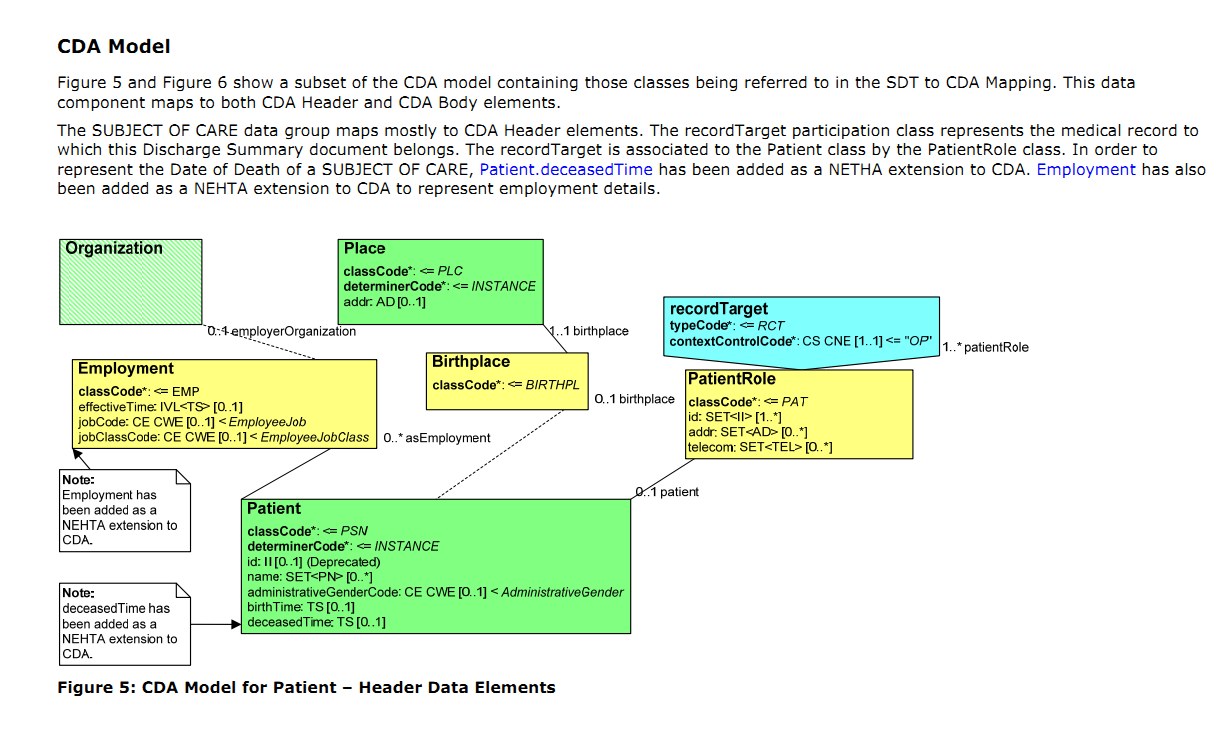 CDA Model
Figure 5 and Figure 6 show a subset of the CDA model containing those classes being referred to in the SDT to CDA Mapping. This data
component maps to both CDA Header and CDA Body elements.
The SUBJECT OF CARE data group maps mostly to CDA Header elements. The recordTarget participation class represents the medical record to
which this Discharge Summary document belongs. The recordTarget is associated to the Patient class by the PatientRole class. In order to
represent the Date of Death of a SUBJECT OF CARE, Patient.deceasedTime has been added as a NETHA extension to CDA. Employment has also
been added as a NEHTA extension to CDA to represent employment details.
Organization
Place
classCode*: <= PLC
determinerCode*: <= INSTANCE
addr: AD [0..1]
recordTarget
typeCode*: <= RCT
contextControlCode*: CS CNE [1..1] <= "OP"
0..1 employerOrganization
1..1 birthplace
1..* patientRole
Employment
classCode*: <= EMP
effectiveTime: IVL<TS> [0..1]
jobCode: CE CWE [0..1] < EmployeeJob
jobClassCode: CE CWE [0..1] < EmployeeJobClass
Birthplace
classCode*: <= BIRTHPL
0..1 birthplace
PatientRole
classCode*: <= PAT
id: SET<II> [1..*]
addr: SET<AD> [0..*]
telecom: SET<TEL> [0..*]
0..* asEmployment
Note:
Employment has
been added as a
NEHTA extension to
CDA.
0..1 patient
Patient
classCode*: <= PSN
determinerCode*: <= INSTANCE
id: II [0..1] (Deprecated)
name: SET<PN> [0..*]
administrativeGenderCode: CE CWE [0..1] < AdministrativeGender
birthTime: TS [0..1]
deceasedTime: TS [0..1]
Note:
deceasedTime has
been added as a
NEHTA extension to
CDA.
Figure 5: CDA Model for Patient – Header Data Elements